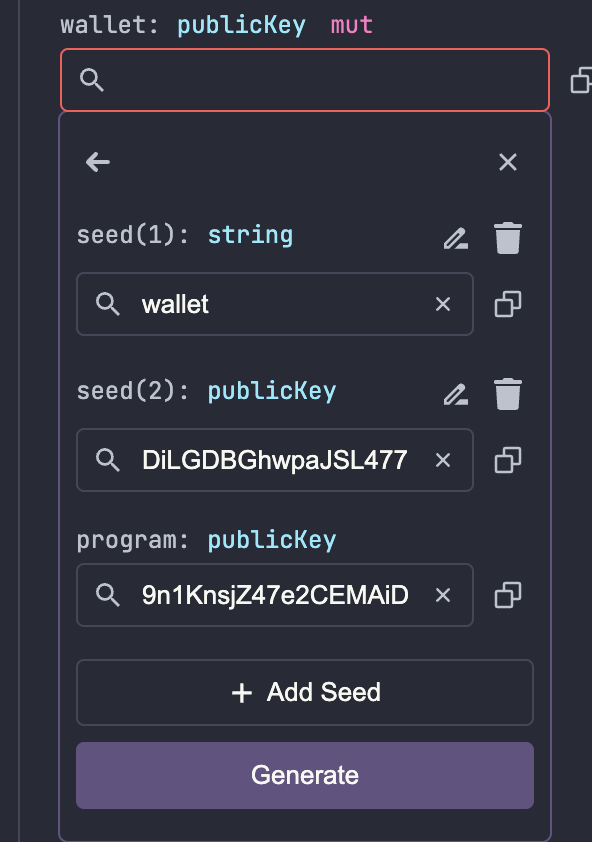 wallet: publicKey mut
seed(1): string
wallet
seed(2): publicKey
DiLGDBGhwpaJSL477
program: publicKey
9n1KnsjZ47e2CEMAiD
+ Add Seed
Generate